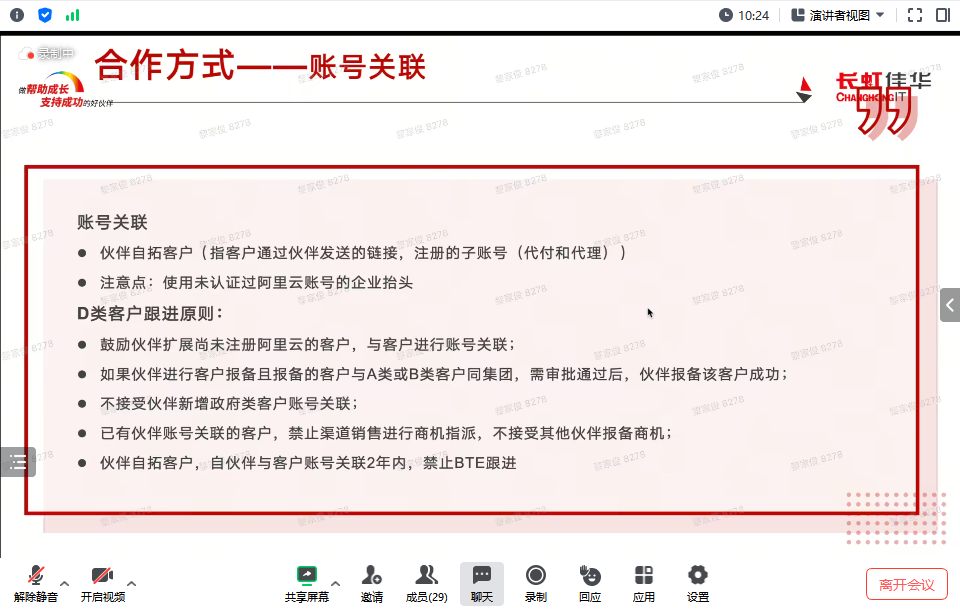 10:24
演讲者视图
录制中
合作方式——账号关联
做帮助成长
支持成功的好伙伴
长虹佳华
CHANGHONGIT
账号关联
● 伙伴自拓客户（指客户通过伙伴发送的链接，注册的子账号（代付和代理））
● 注意点：使用未认证过阿里云账号的企业抬头
D类客户跟进原则：
● 鼓励伙伴扩展尚未注册阿里云的客户，与客户进行账号关联；
● 如果伙伴进行客户报备且报备的客户与A类或B类客户同集团，需审批通过后，伙伴报备该客户成功；
● 不接受伙伴新增政府类客户账号关联；
● 已有伙伴账号关联的客户，禁止渠道销售进行商机指派，不接受其他伙伴报备商机；
● 伙伴自拓客户，自伙伴与客户账号关联2年内，禁止BTE跟进
黎家俊 8278
解除静音
开启视频
共享屏幕
邀请
成员(29)
聊天
录制
回应
应用
设置
离开会议